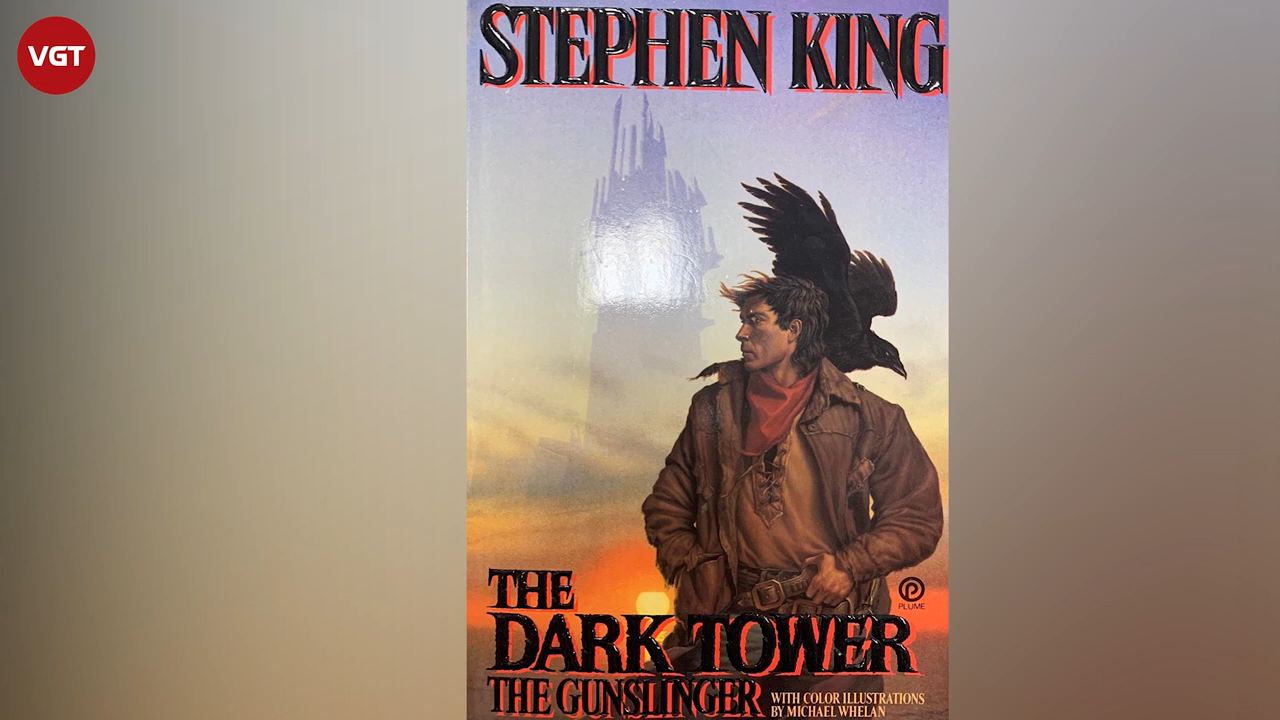 VGT
STEPHEN KING
THE
DARK TOWER
THE GUNSLINGER
WITH COLOR ILLUSTRATIONS
BY MICHAEL WHELAN
P
PLUME